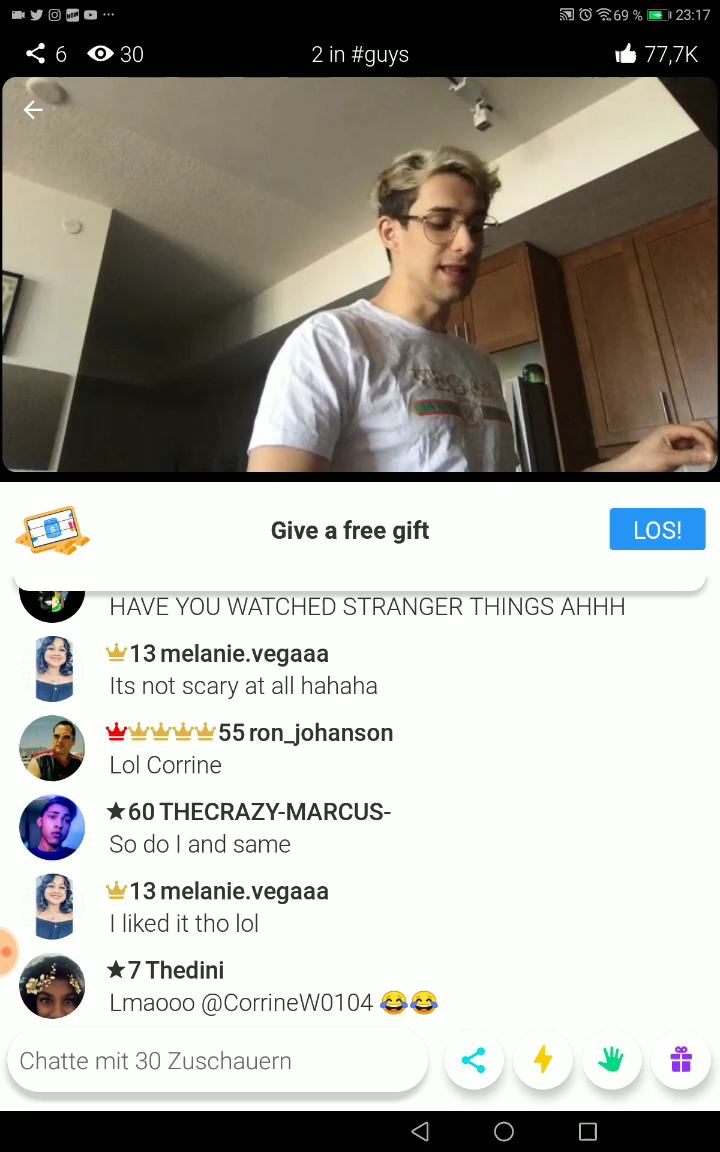 69 % 23:17
6 30 2 in #guys 77,7K
Give a free gift LOS!
HAVE YOU WATCHED STRANGER THINGS AHHH
13 melanie.vegaaa
Its not scary at all hahaha
55 ron_johanson
Lol Corrine
60 THECRAZY-MARCUS-
So do I and same
13 melanie.vegaaa
I liked it tho lol
7 Thedini
Lmaooo @CorrineW0104 😂😂
Chatte mit 30 Zuschauern